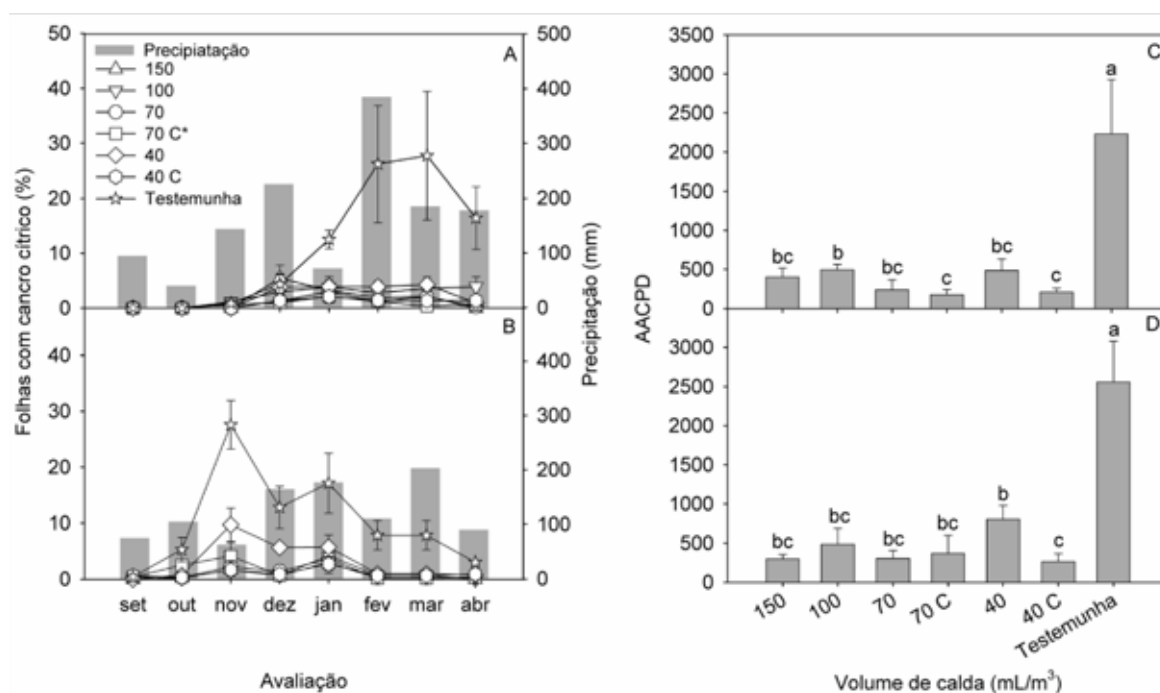 50
40
30
20
10
0
Precipiatação
150
100
70
70 C*
40
40 C
Testemunha
A
500
400
300
200
100
0
Folhas com cancro cítrico (%)
Precipitação (mm)
40
30
20
10
0
B
400
300
200
100
0
set out nov dez jan fev mar abr
Avaliação
3500
3000
2500
2000
1500
1000
500
0
C
bc b bc c bc c a
AACPD
3000
2500
2000
1500
1000
500
0
D
bc bc bc bc b c a
150 100 70 70 C 40 40 C Testemunha
Volume de calda (mL/m³)